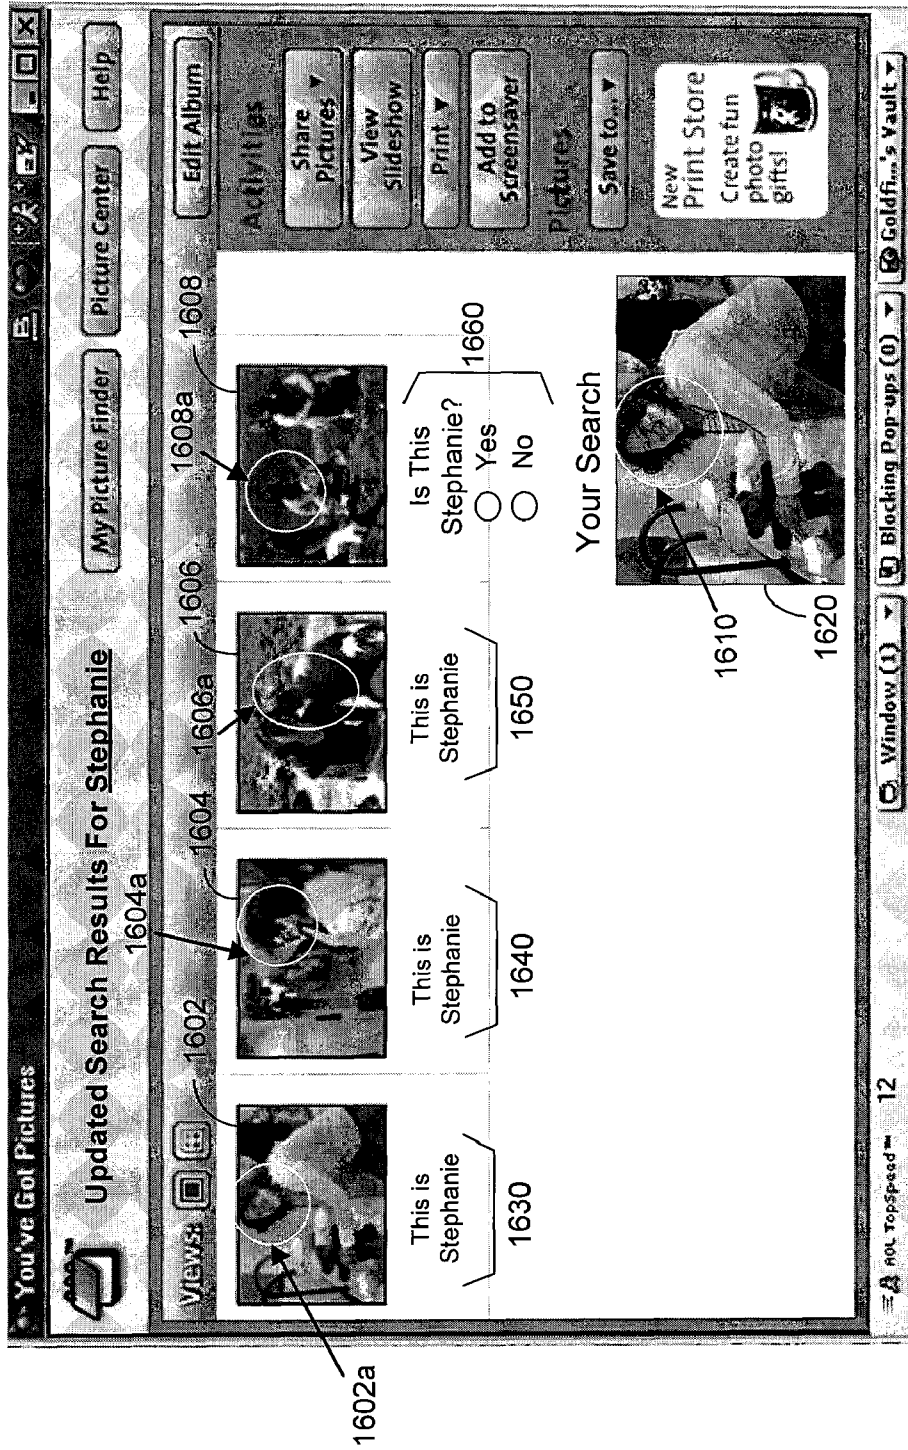 You've Got Pictures
Updated Search Results For Stephanie
My Picture Finder
Picture Center
Help
Views:
Edit Album
1602
1604a
1604
1606a
1606
1608a
1608
1602a
This is
Stephanie
1630
This is
Stephanie
1640
This is
Stephanie
1650
Is This
Stephanie?
Yes
No
1660
Your Search
1610
1620
Activities
Share
Pictures
View
Slideshow
Print
Add to
Screensaver
Pictures
Save to...
New
Print Store
Create fun
photo
gifts!
AOL TopSpeed™ 12
Window (1)
Blocking Pop-ups (0)
Goldfi...'s Vault